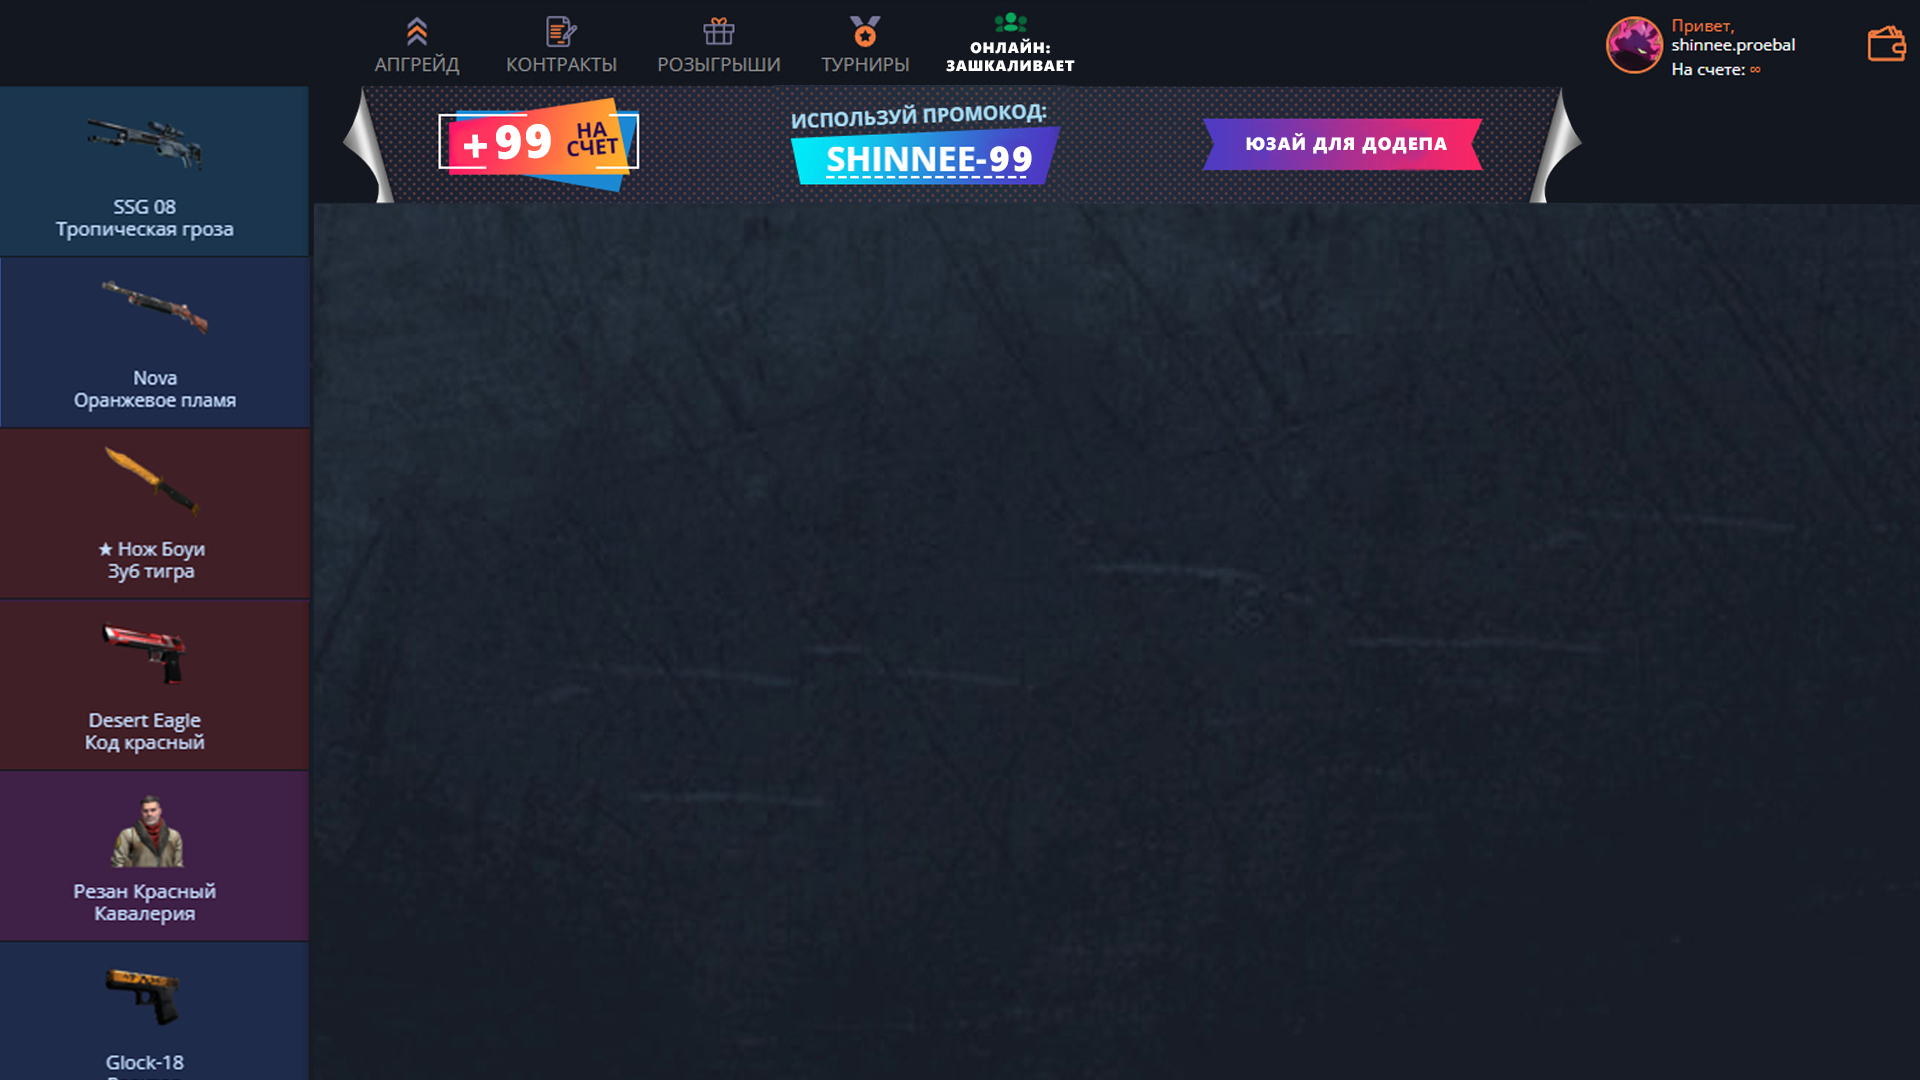 АПГРЕЙД
КОНТРАКТЫ
РОЗЫГРЫШИ
ТУРНИРЫ
ОНЛАЙН:
ЗАШКАЛИВАЕТ
Привет,
shinnee.proebal
На счете: ∞
+99
НА
СЧЕТ
ИСПОЛЬЗУЙ ПРОМОКОД:
SHINNEE-99
ЮЗАЙ ДЛЯ ДОДЕПА
SSG 08
Тропическая гроза
Nova
Оранжевое пламя
★ Нож Боуи
Зуб тигра
Desert Eagle
Код красный
Резан Красный
Кавалерия
Glock-18